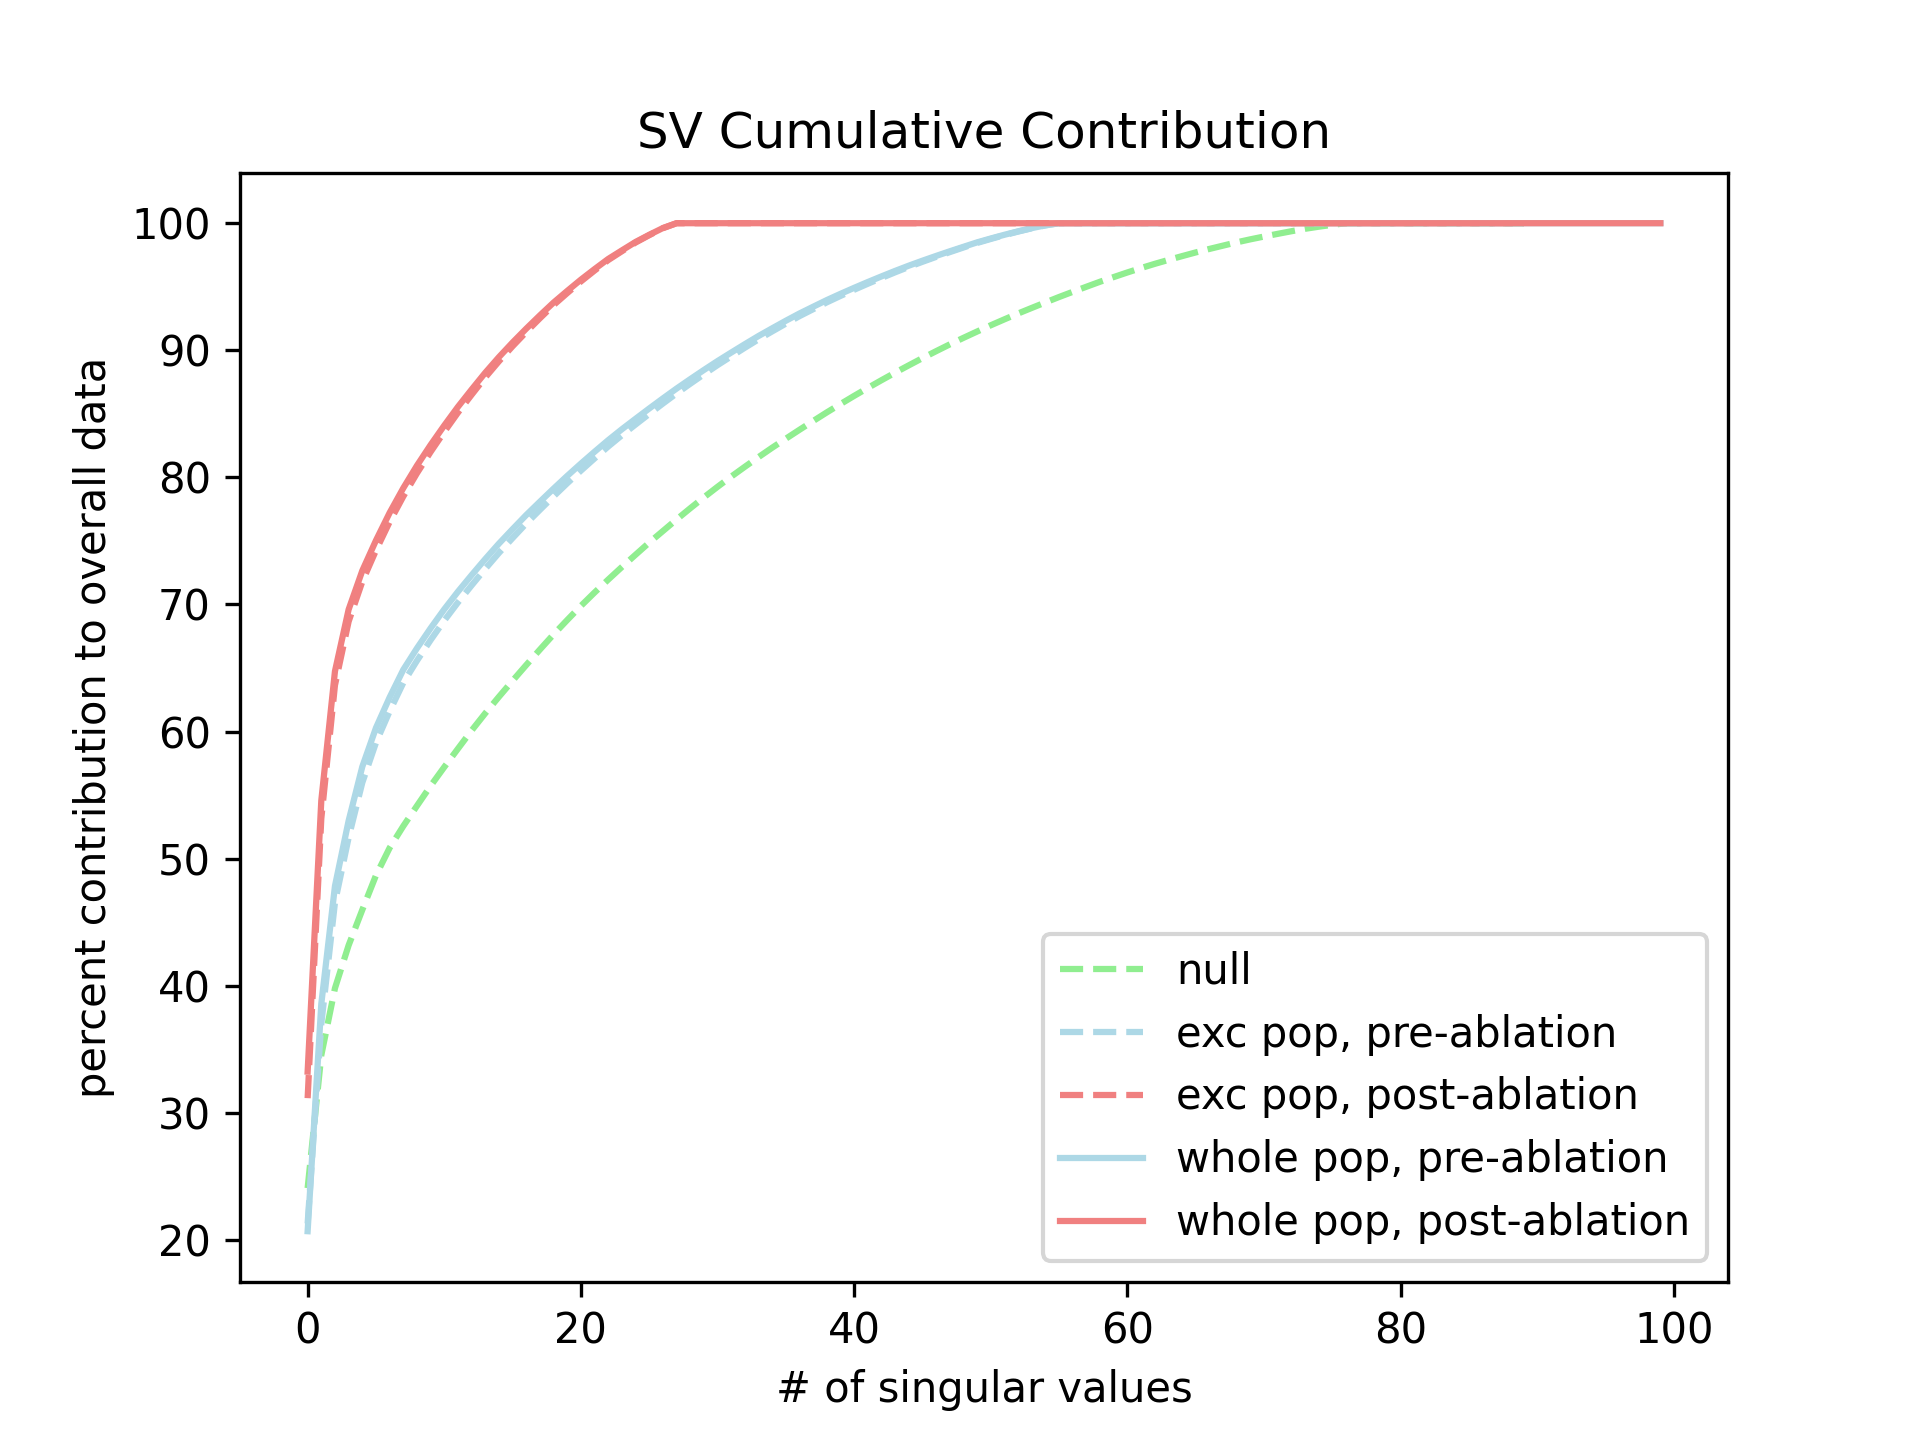 SV Cumulative Contribution
percent contribution to overall data
100
90
80
70
60
50
40
30
20
null
exc pop, pre-ablation
exc pop, post-ablation
whole pop, pre-ablation
whole pop, post-ablation
0 20 40 60 80 100
# of singular values